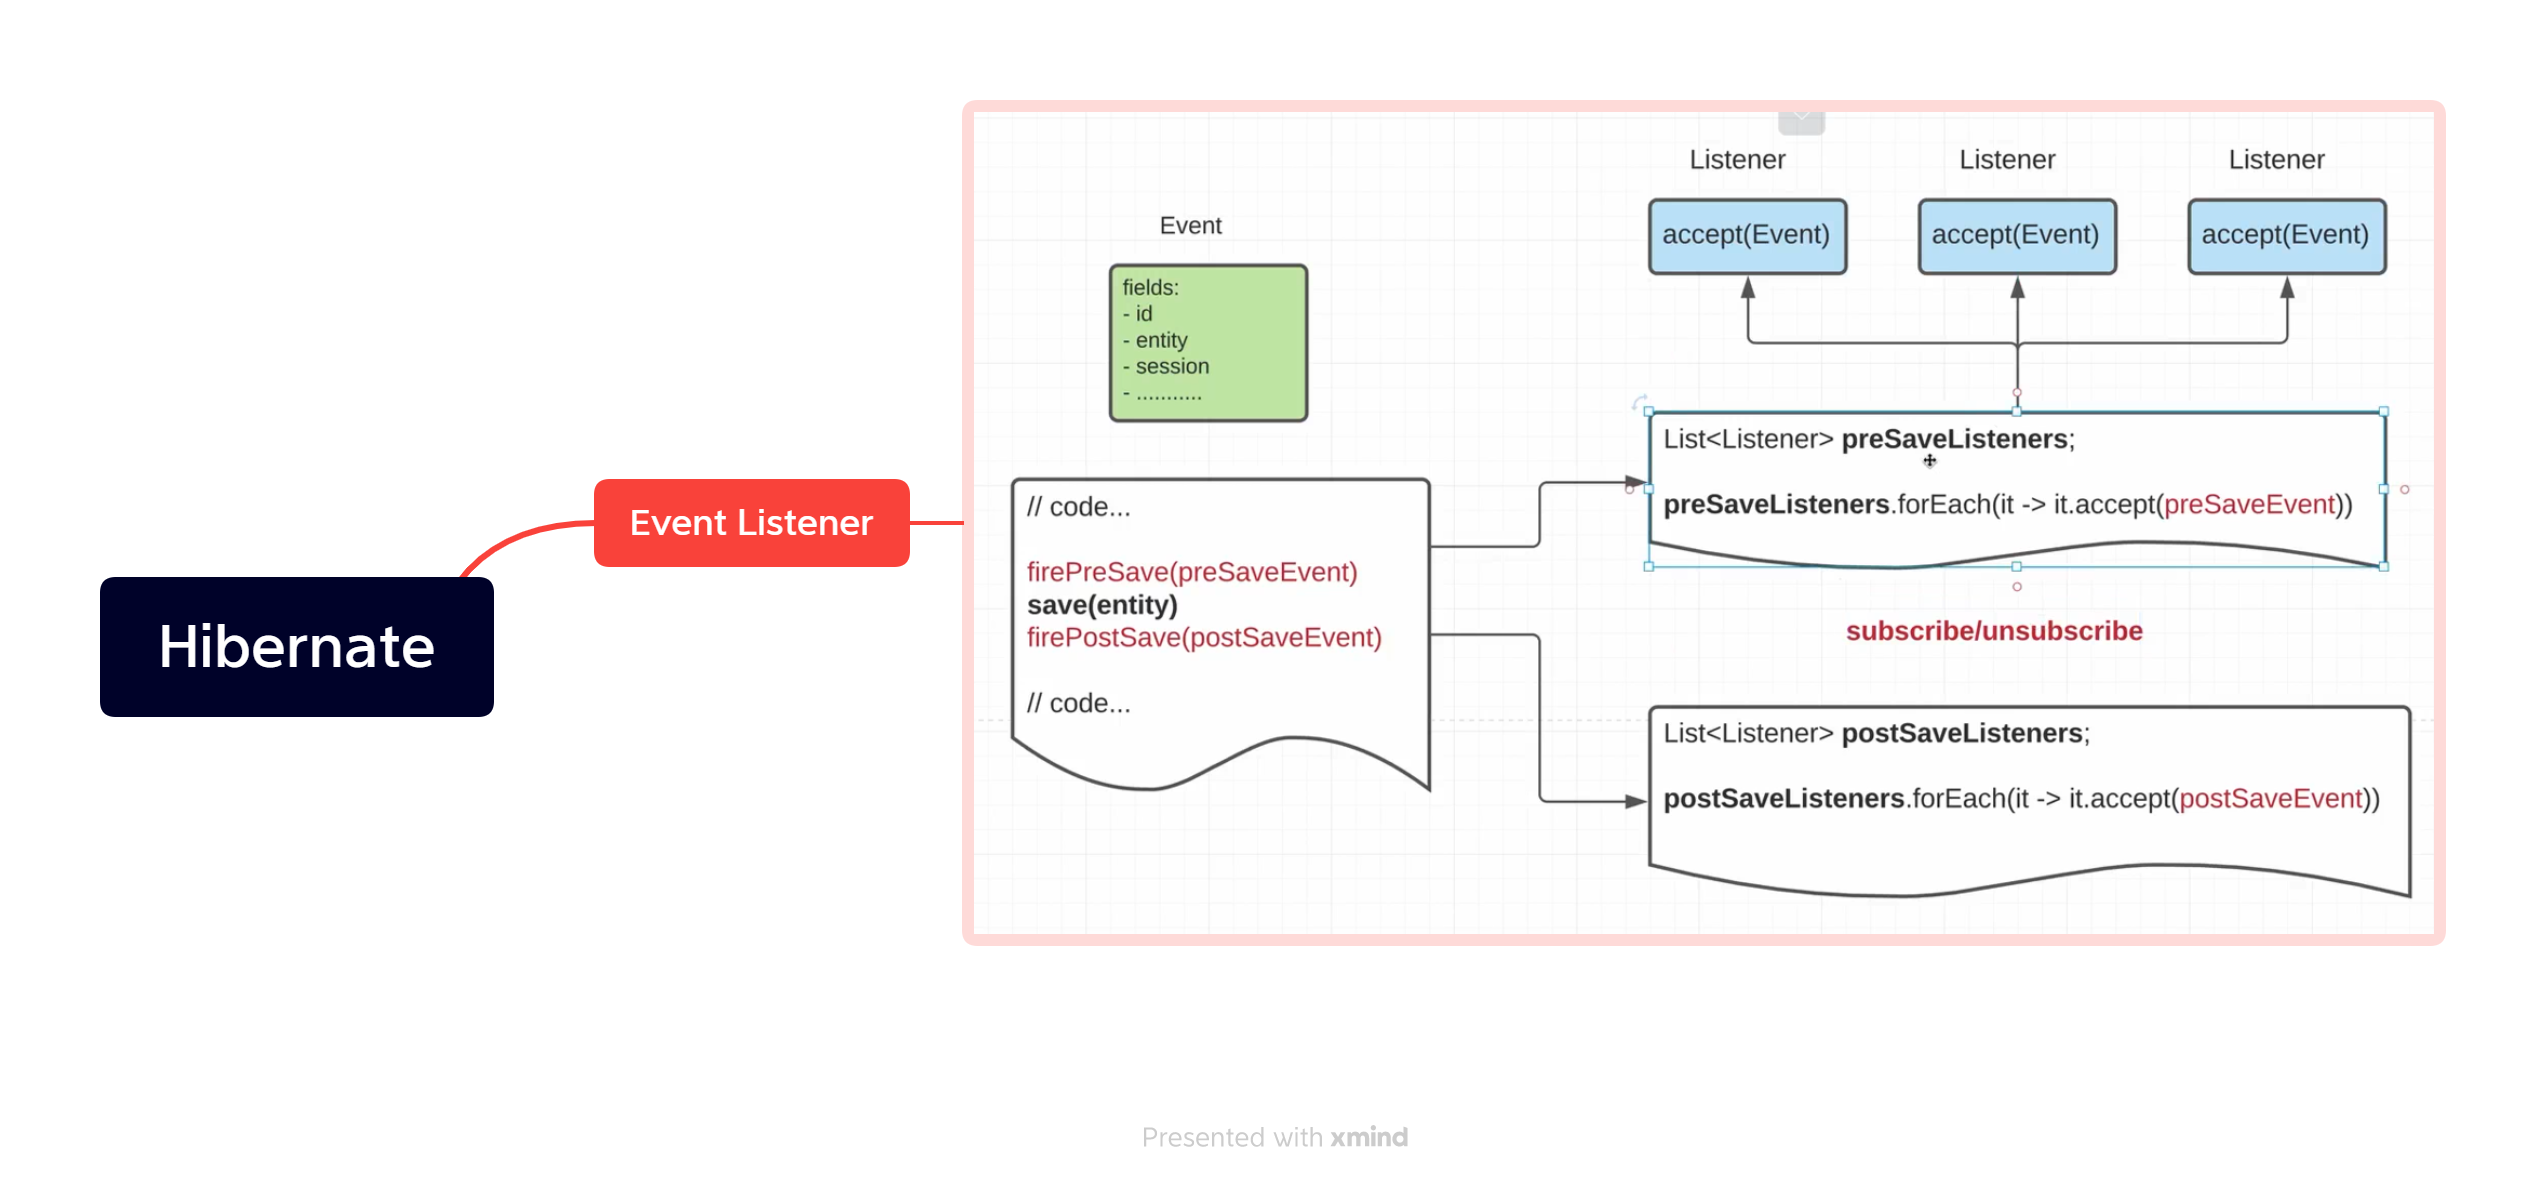 Hibernate
Event Listener
Event
fields:
- id
- entity
- session
- ...........
// code...
firePreSave(preSaveEvent)
save(entity)
firePostSave(postSaveEvent)
// code...
Listener
Listener
Listener
accept(Event)
accept(Event)
accept(Event)
List<Listener> preSaveListeners;
preSaveListeners.forEach(it -> it.accept(preSaveEvent))
subscribe/unsubscribe
List<Listener> postSaveListeners;
postSaveListeners.forEach(it -> it.accept(postSaveEvent))
Presented with xmind